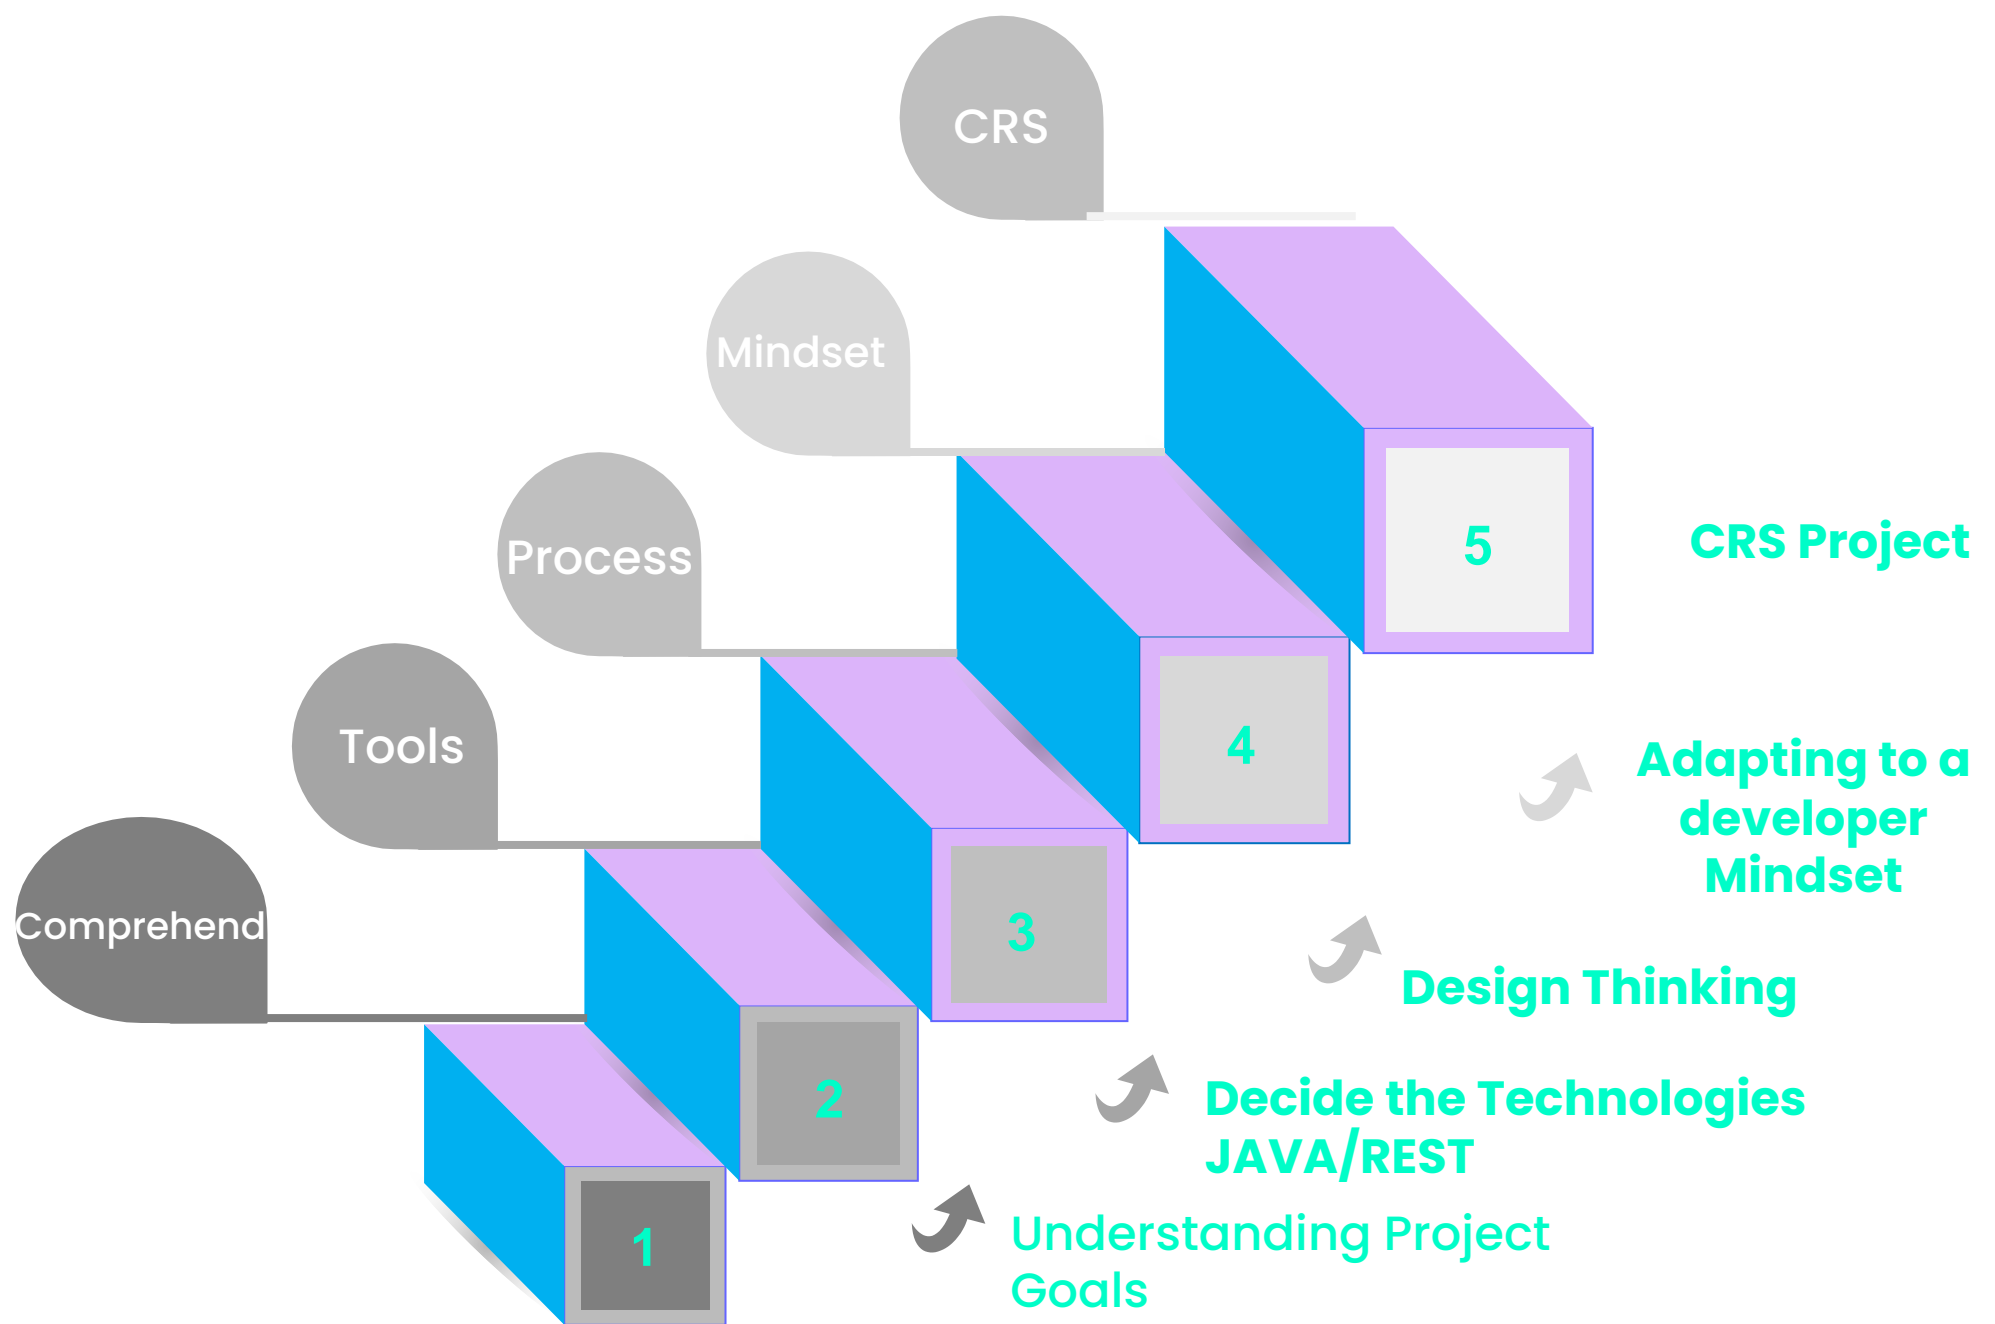 CRS
Mindset
Process
Tools
Comprehend
5
4
3
2
1
CRS Project
Adapting to a
developer
Mindset
Design Thinking
Decide the Technologies
JAVA/REST
Understanding Project
Goals